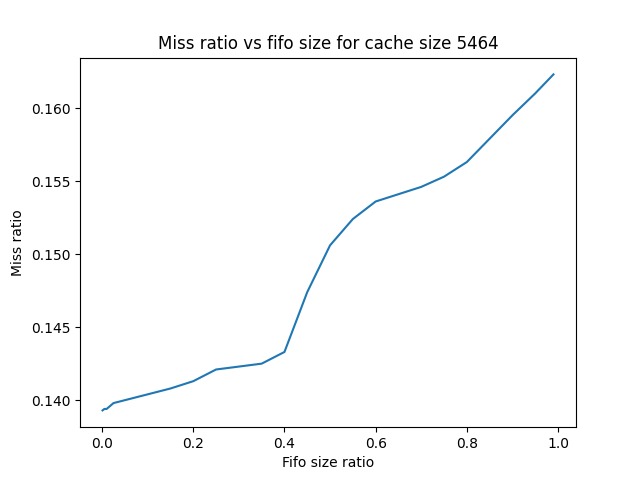 Miss ratio vs fifo size for cache size 5464
0.160
0.155
0.150
0.145
0.140
Miss ratio
0.0 0.2 0.4 0.6 0.8 1.0
Fifo size ratio